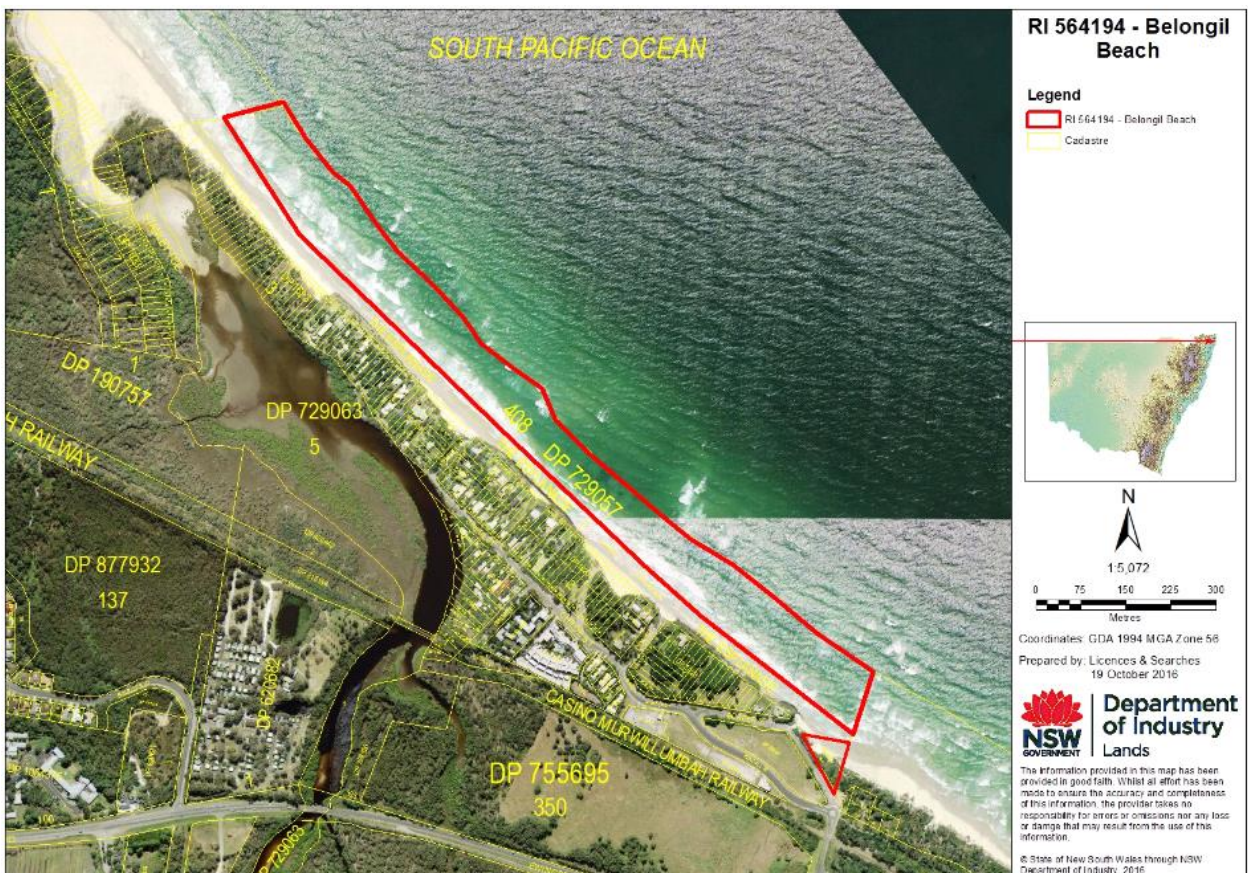 SOUTH PACIFIC OCEAN
DP 190757
1
DP 729063
5
H RAILWAY
DP 877932
137
408 DP 729057
CASINO MURWILLUMBAH RAILWAY
DP 755695
350
100
P 729063
RI 564194 - Belongil
Beach
Legend
RI 564194 - Belongil Beach
Cadastre
N
1:5,072
0 75 150 225 300
Metres
Coordinates: GDA 1994 MGA Zone 56
Prepared by: Licences & Searches
19 October 2016
NSW
GOVERNMENT
Department
of Industry
Lands
The information provided in this map has been
provided in good faith. Whilst all effort has been
made to ensure the accuracy and completeness
of this information, the provider takes no
responsibility for errors or omissions nor any loss
or damge that may result from the use of this
information.
© State of New South Wales through NSW
Department of Industry, 2016